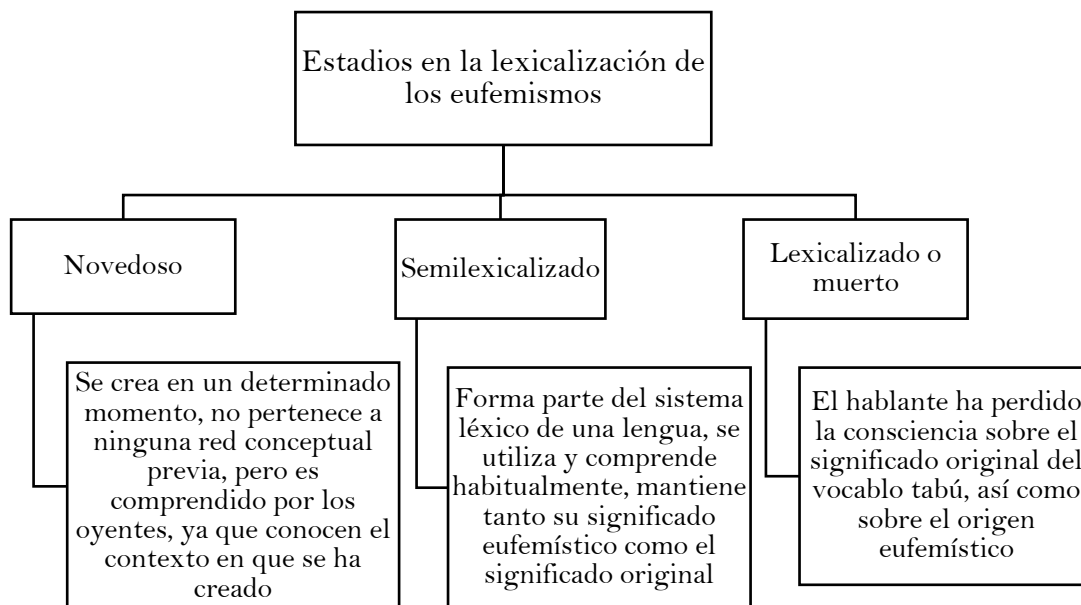 Estadios en la lexicalización de
los eufemismos
Novedoso
Se crea en un determinado
momento, no pertenece a
ninguna red conceptual
previa, pero es
comprendido por los
oyentes, ya que conocen el
contexto en que se ha
creado
Semilexicalizado
Forma parte del sistema
léxico de una lengua, se
utiliza y comprende
habitualmente, mantiene
tanto su significado
eufemístico como el
significado original
Lexicalizado o
muerto
El hablante ha perdido
la consciencia sobre el
significado original del
vocablo tabú, así como
sobre el origen
eufemístico